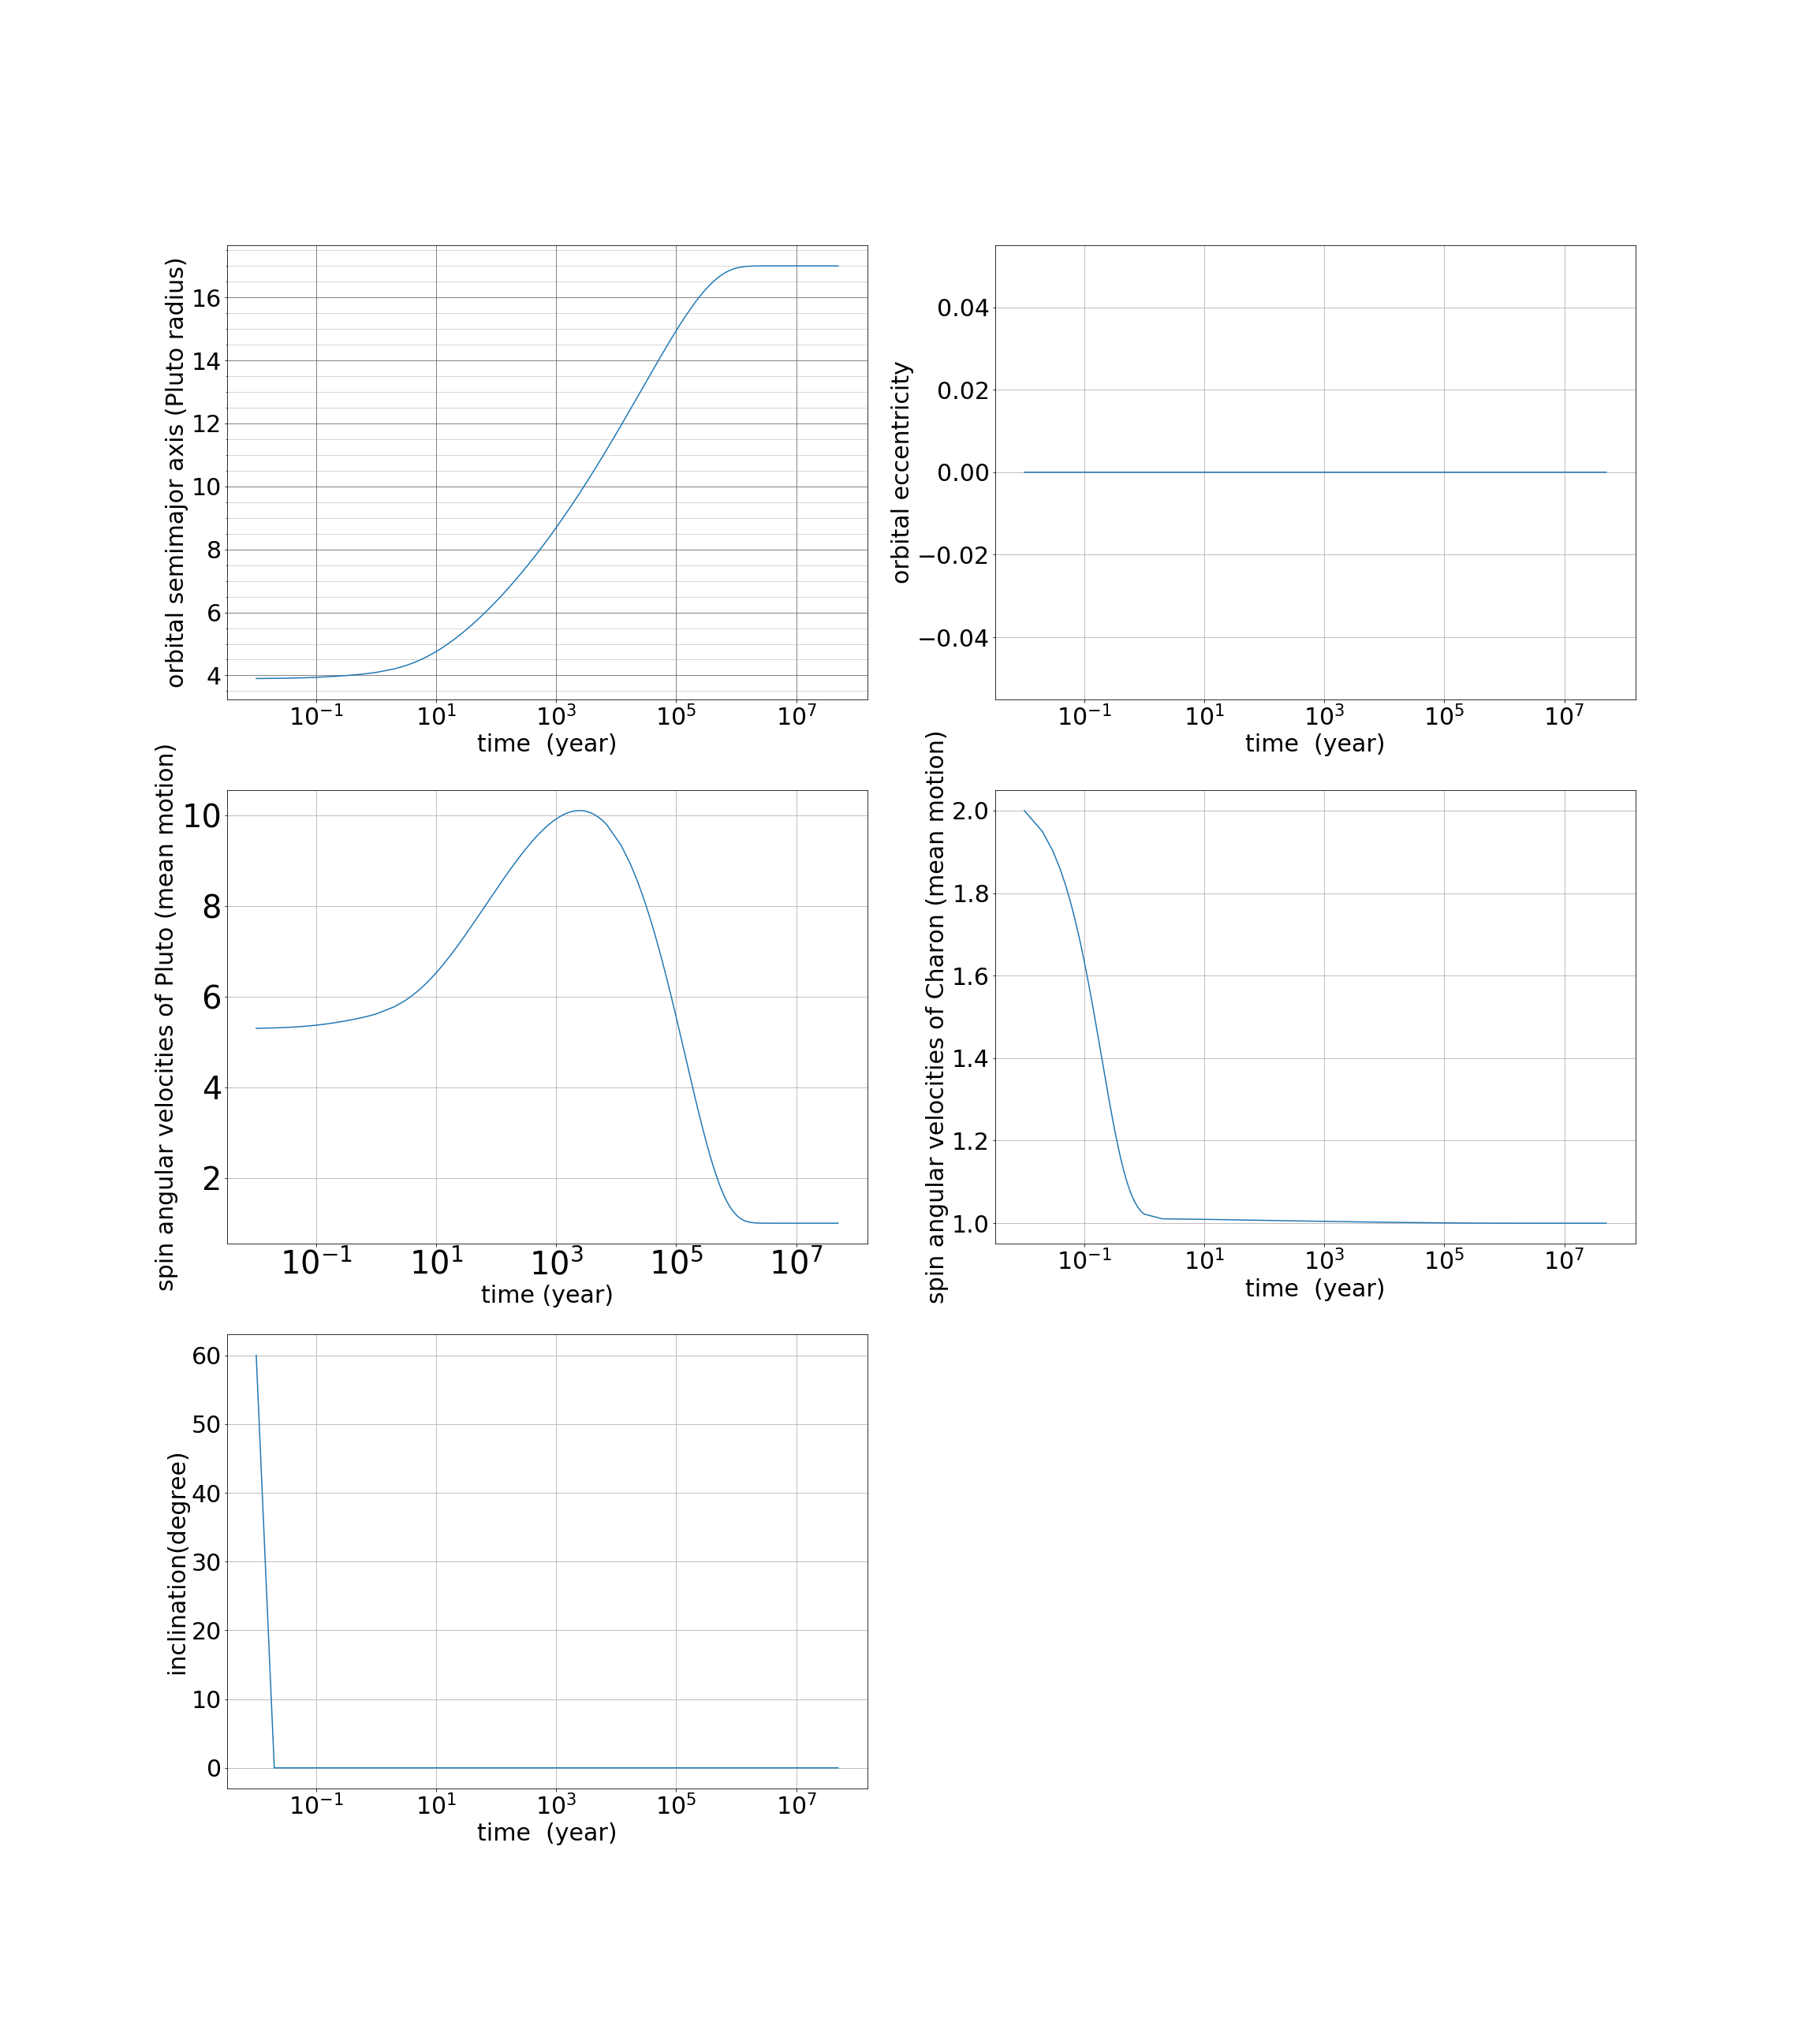 orbital semimajor axis (Pluto radius)
16
14
12
10
8
6
4
10⁻¹ 10¹ 10³ 10⁵ 10⁷
time (year)
orbital eccentricity
0.04
0.02
0.00
−0.02
−0.04
10⁻¹ 10¹ 10³ 10⁵ 10⁷
time (year)
spin angular velocities of Pluto (mean motion)
10
8
6
4
2
10⁻¹ 10¹ 10³ 10⁵ 10⁷
time (year)
spin angular velocities of Charon (mean motion)
2.0
1.8
1.6
1.4
1.2
1.0
10⁻¹ 10¹ 10³ 10⁵ 10⁷
time (year)
inclination(degree)
60
50
40
30
20
10
0
10⁻¹ 10¹ 10³ 10⁵ 10⁷
time (year)